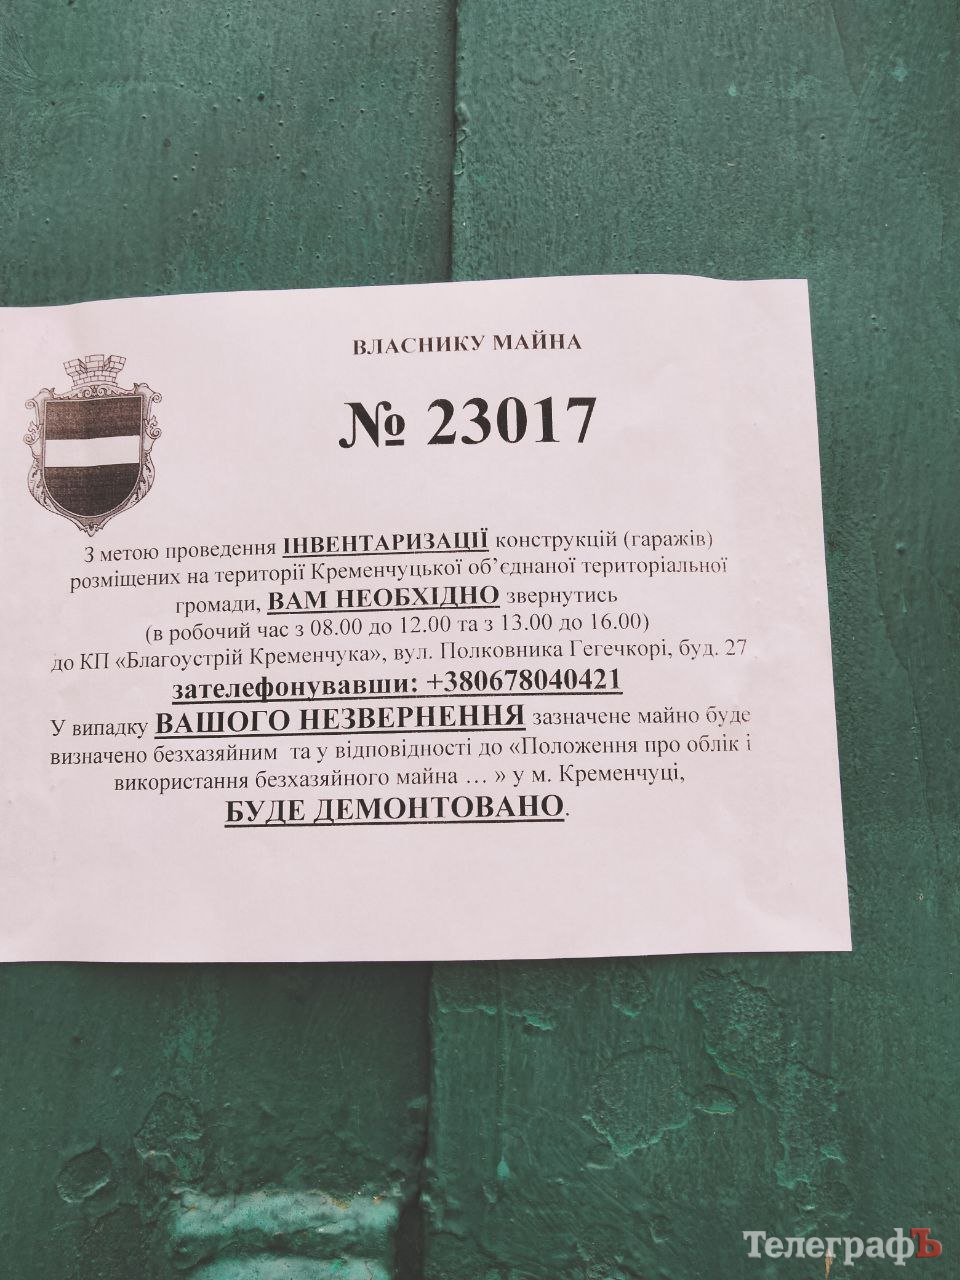 ВЛАСНИКУ МАЙНА
№ 23017
З метою проведення ІНВЕНТАРИЗАЦІЇ конструкцій (гаражів)
розміщених на території Кременчуцької об’єднаної територіальної
громади, ВАМ НЕОБХІДНО звернутись
(в робочий час з 08.00 до 12.00 та з 13.00 до 16.00)
до КП «Благоустрій Кременчука», вул. Полковника Гегечкорі, буд. 27
зателефонувавши: +380678040421
У випадку ВАШОГО НЕЗВЕРНЕННЯ зазначене майно буде
визначено безхазяйним та у відповідності до «Положення про облік і
використання безхазяйного майна … » у м. Кременчуці,
БУДЕ ДЕМОНТОВАНО.
ТелеграфЪ